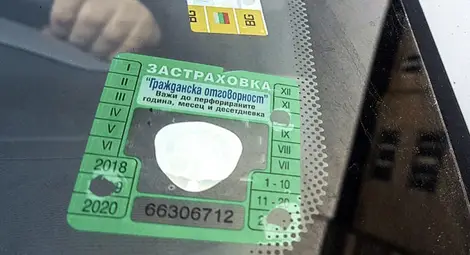 BG
BG
ЗАСТРАХОВКА
"Гражданска отговорност"
Важи до перфорираните
година, месец и десетдневка
I
II
III
IV
V
VI
2018
2020
XII
XI
IX
VIII
VII
1 - 10
11 - 20
66306712